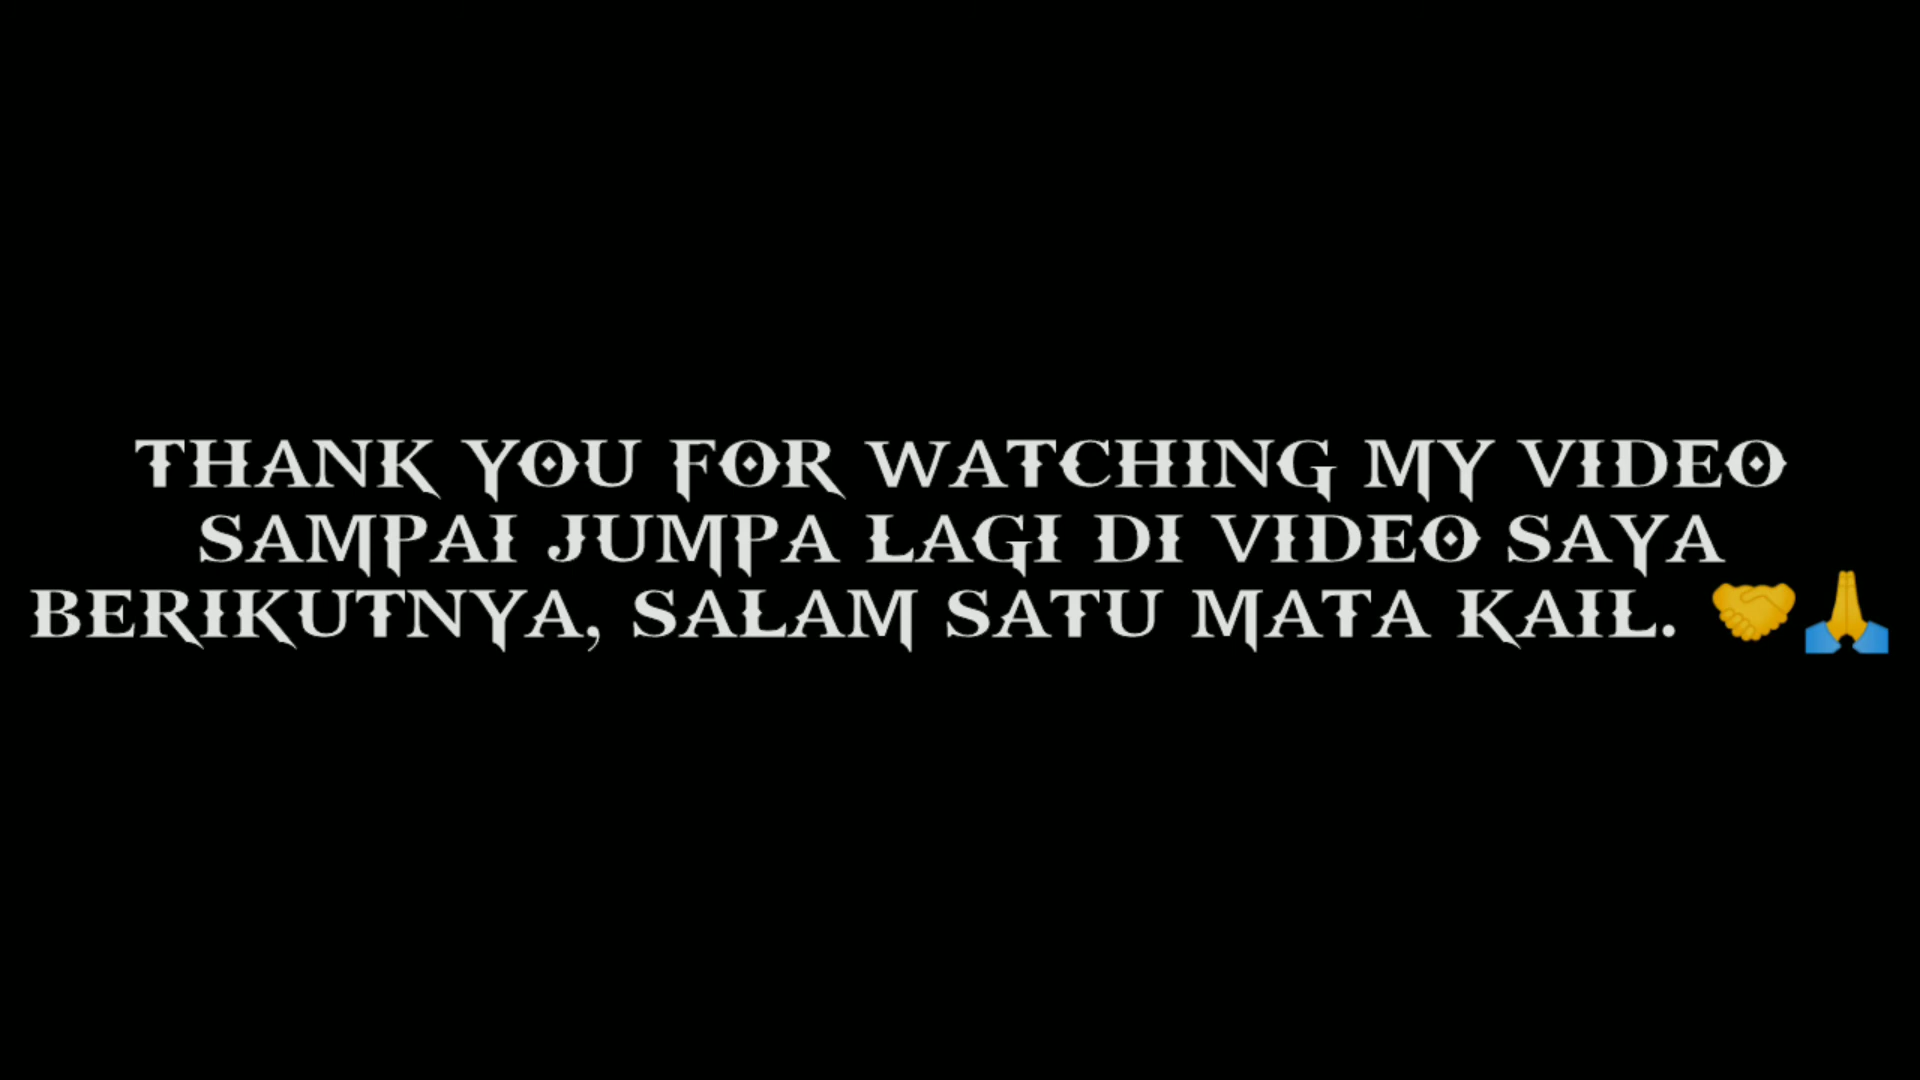 THANK YOU FOR WATCHING MY VIDEO
SAMPAI JUMPA LAGI DI VIDEO SAYA
BERIKUTNYA, SALAM SATU MATA KAIL. 🤝🙏